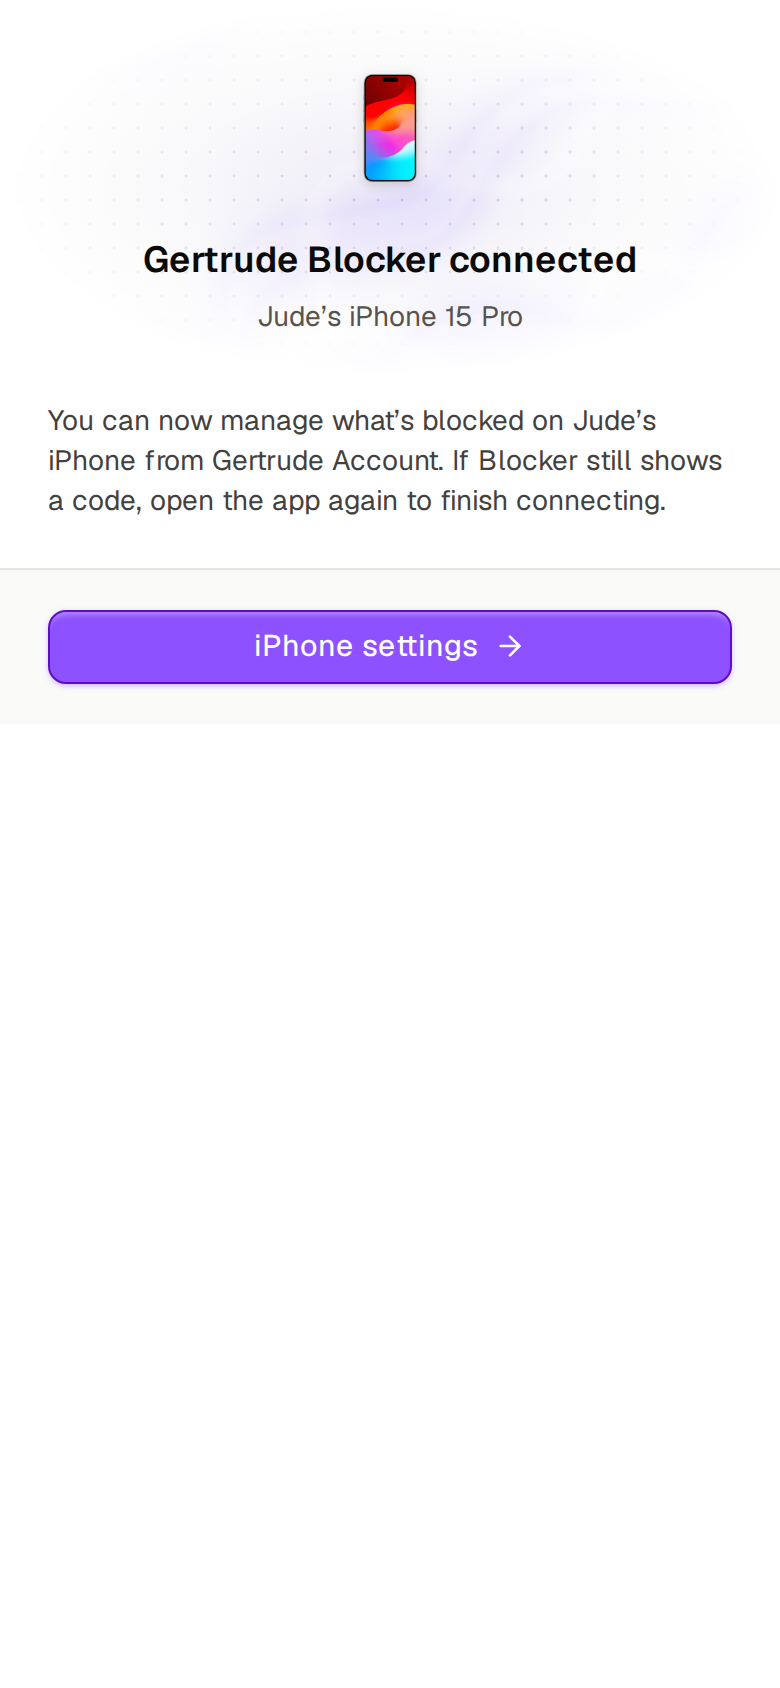 Gertrude Blocker connected
Jude’s iPhone 15 Pro
You can now manage what’s blocked on Jude’s
iPhone from Gertrude Account. If Blocker still shows
a code, open the app again to finish connecting.
iPhone settings →